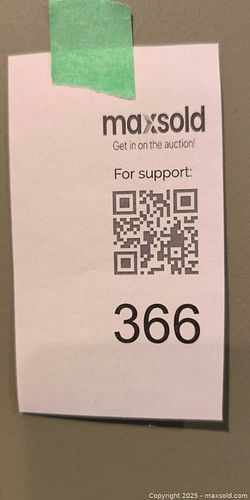 maxsold
Get in on the auction!
For support:
366
Copyright 2025 - maxsold.com